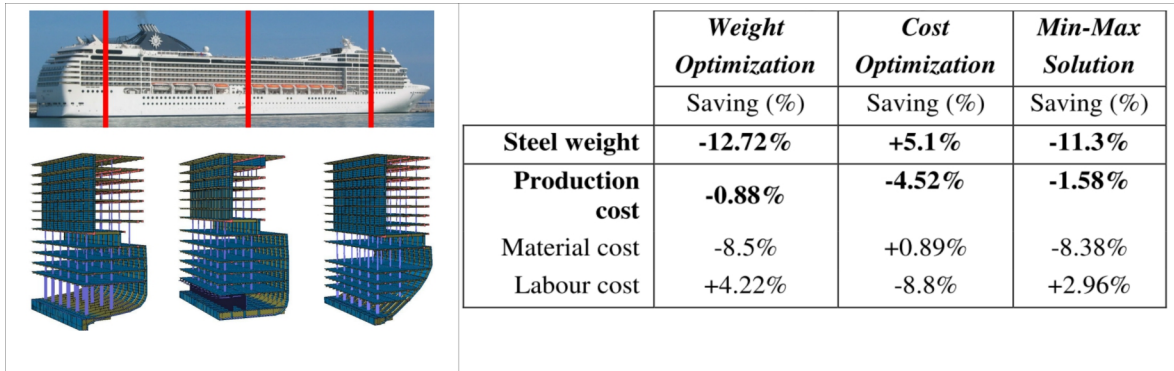 Weight Cost Min-Max
Optimization Optimization Solution
Saving (%) Saving (%) Saving (%)
Steel weight -12.72% +5.1% -11.3%
Production cost -0.88% -4.52% -1.58%
Material cost -8.5% +0.89% -8.38%
Labour cost +4.22% -8.8% +2.96%